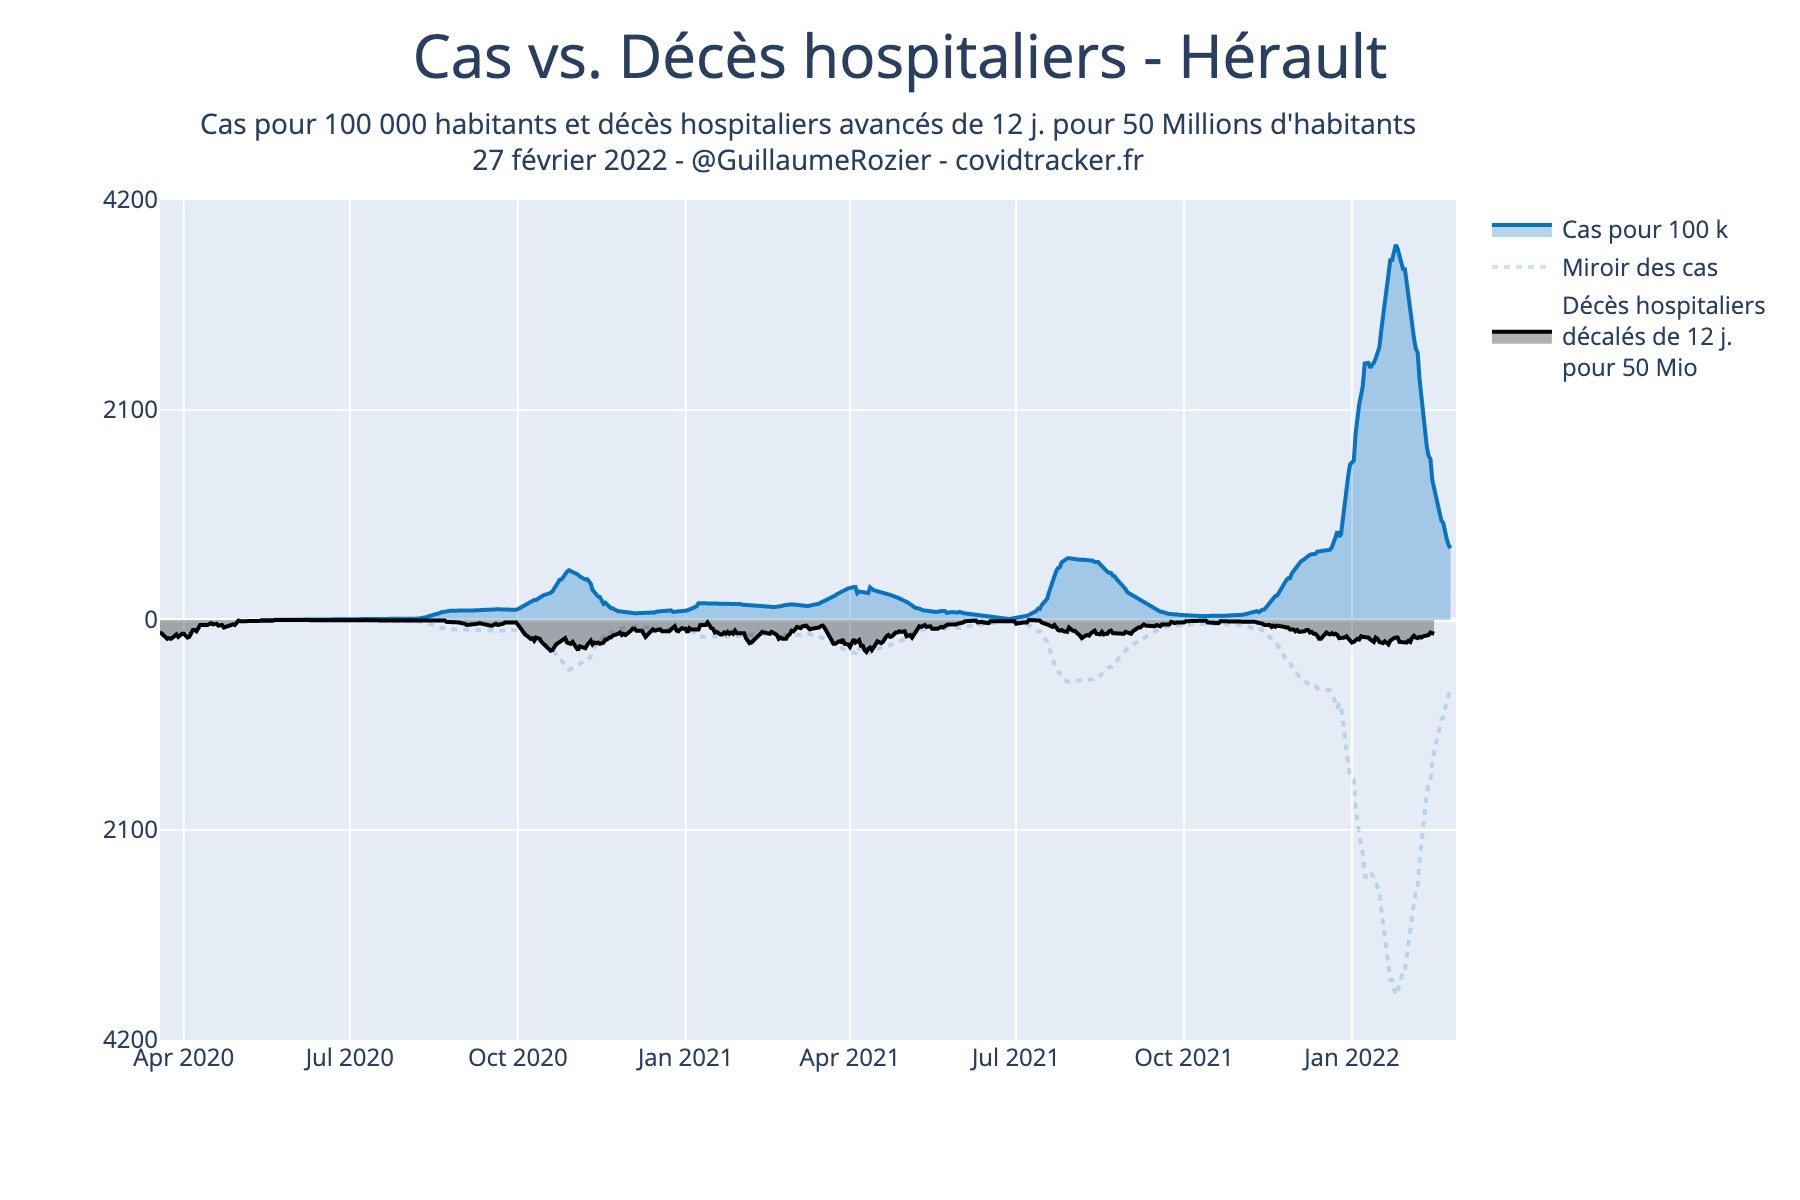 Cas vs. Décès hospitaliers - Hérault
Cas pour 100 000 habitants et décès hospitaliers avancés de 12 j. pour 50 Millions d'habitants
27 février 2022 - @GuillaumeRozier - covidtracker.fr
4200
2100
0
2100
4200
Apr 2020
Jul 2020
Oct 2020
Jan 2021
Apr 2021
Jul 2021
Oct 2021
Jan 2022
Cas pour 100 k
Miroir des cas
Décès hospitaliers
décalés de 12 j.
pour 50 Mio